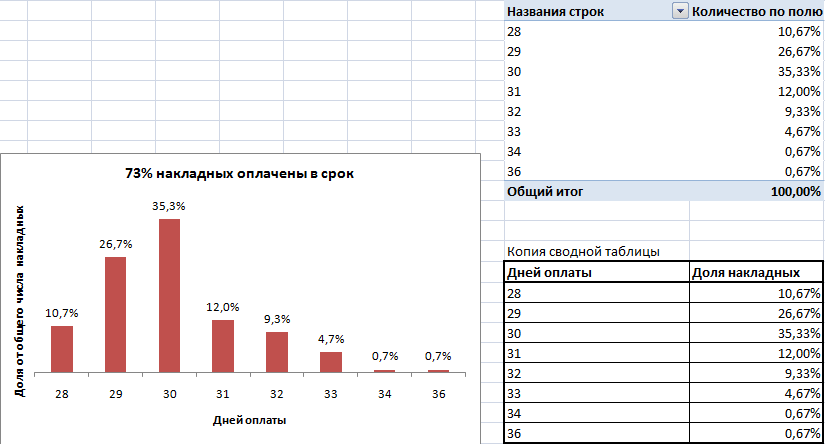 Названия строк Количество по полю
28 10,67%
29 26,67%
30 35,33%
31 12,00%
32 9,33%
33 4,67%
34 0,67%
36 0,67%
Общий итог 100,00%
Копия сводной таблицы
Дней оплаты Доля накладных
28 10,67%
29 26,67%
30 35,33%
31 12,00%
32 9,33%
33 4,67%
34 0,67%
36 0,67%
73% накладных оплачены в срок
Доля от общего числа накладных
10,7% 26,7% 35,3% 12,0% 9,3% 4,7% 0,7% 0,7%
28 29 30 31 32 33 34 36
Дней оплаты